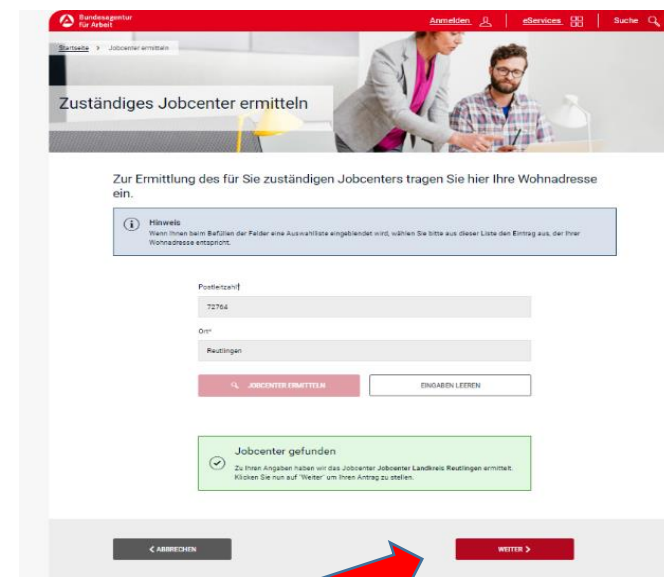 Bundesagentur
für Arbeit
Anmelden
eServices
Suche
Startseite > Jobcenter ermitteln
Zuständiges Jobcenter ermitteln
Zur Ermittlung des für Sie zuständigen Jobcenters tragen Sie hier Ihre Wohnadresse
ein.
Hinweis
Wenn Ihnen beim Befüllen der Felder eine Auswahlliste eingeblendet wird, wählen Sie bitte aus dieser Liste den Eintrag aus, der Ihrer
Wohnadresse entspricht.
Postleitzahl
72764
Ort*
Reutlingen
JOBCENTER ERMITTELN
EINGABEN LEEREN
Jobcenter gefunden
Zu Ihren Angaben haben wir das Jobcenter Jobcenter Landkreis Reutlingen ermittelt.
Klicken Sie nun auf "Weiter" um Ihren Antrag zu stellen.
< ABBRECHEN
WEITER >